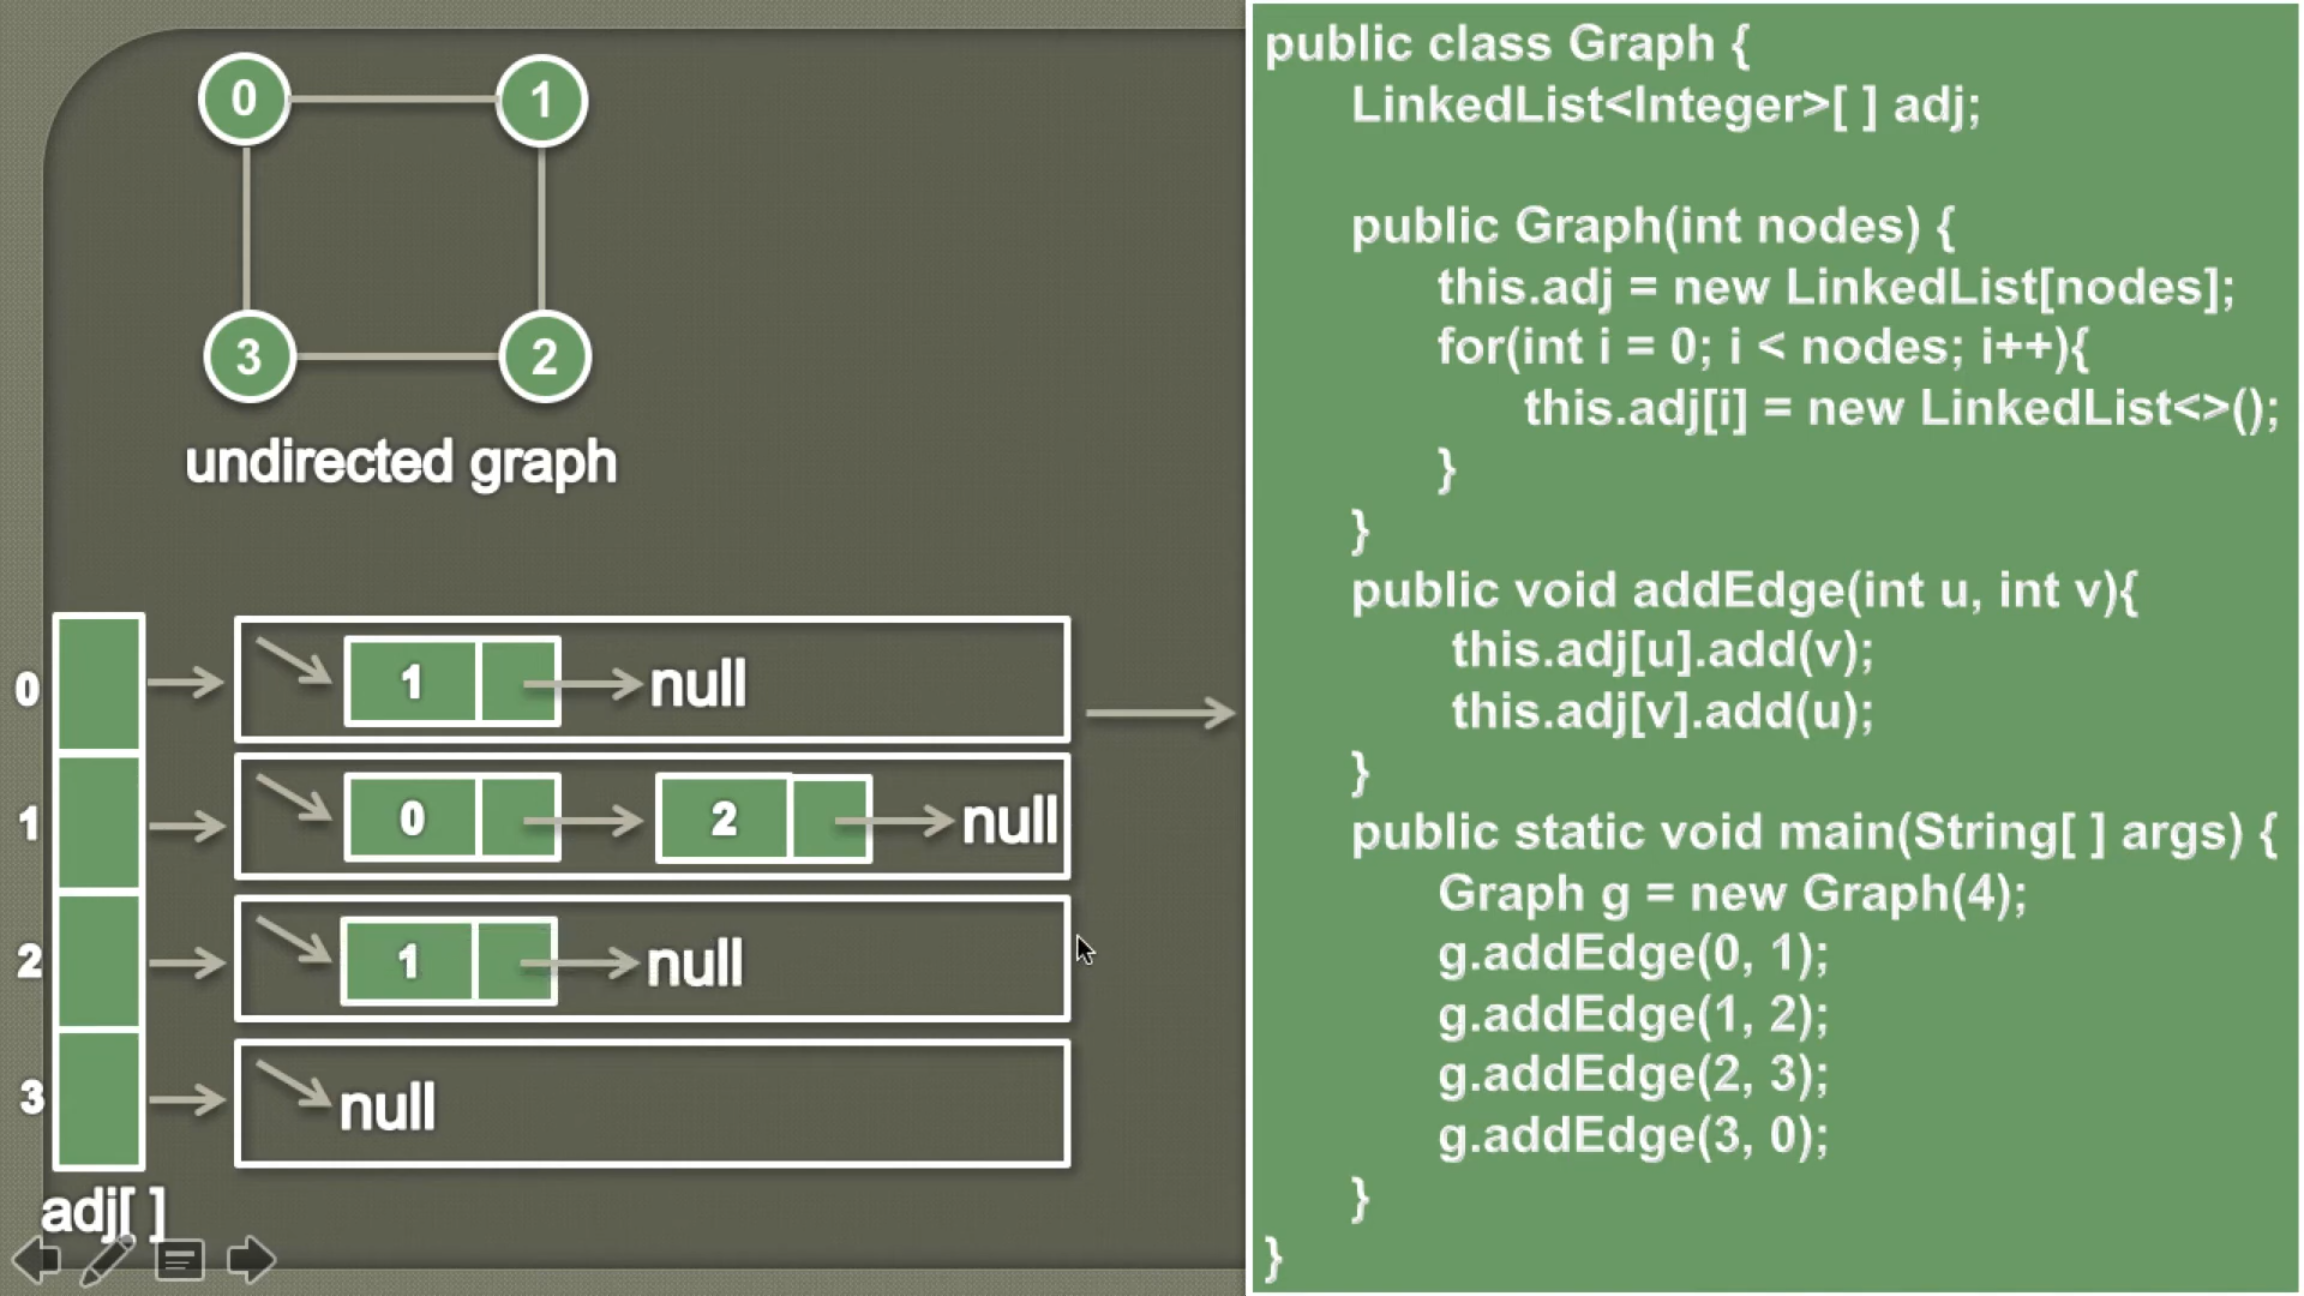 0 1
3 2
undirected graph
0 1 null
1 0 2 null
2 1 null
3 null
adj[ ]
public class Graph {
LinkedList<Integer>[ ] adj;
public Graph(int nodes) {
this.adj = new LinkedList[nodes];
for(int i = 0; i < nodes; i++){
this.adj[i] = new LinkedList<>();
}
}
public void addEdge(int u, int v){
this.adj[u].add(v);
this.adj[v].add(u);
}
public static void main(String[ ] args) {
Graph g = new Graph(4);
g.addEdge(0, 1);
g.addEdge(1, 2);
g.addEdge(2, 3);
g.addEdge(3, 0);
}
}